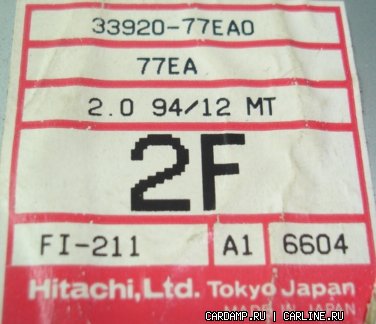 33920-77EA0
77EA
2.0 94/12 MT
2F
FI-211 A1 6604
Hitachi,Ltd. Tokyo Japan
MADE IN JAPAN
CARDAMP.RU | CARLINE.RU